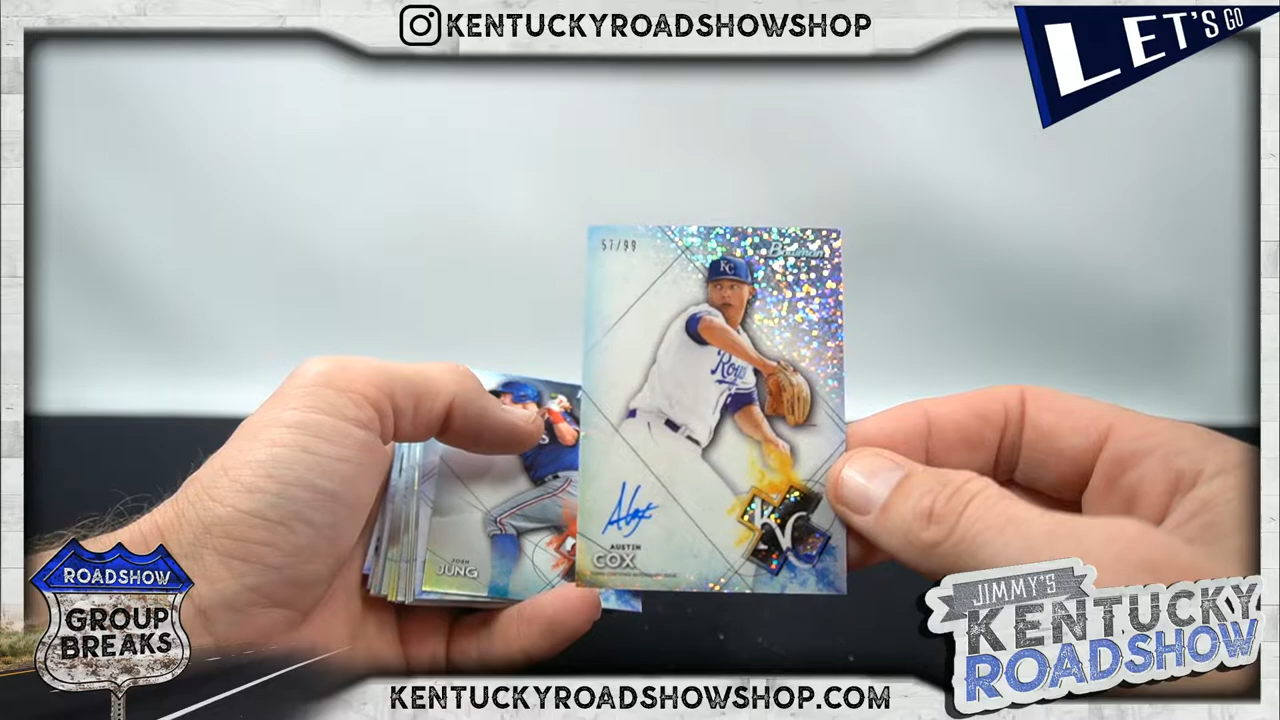 KENTUCKYROADSHOWSHOP
LET'S GO
57/99
Bowman
KC
Royals
AUSTIN
COX
JOSH
JUNG
ROADSHOW
GROUP
BREAKS
JIMMY'S
KENTUCKY
ROADSHOW
KENTUCKYROADSHOWSHOP.COM